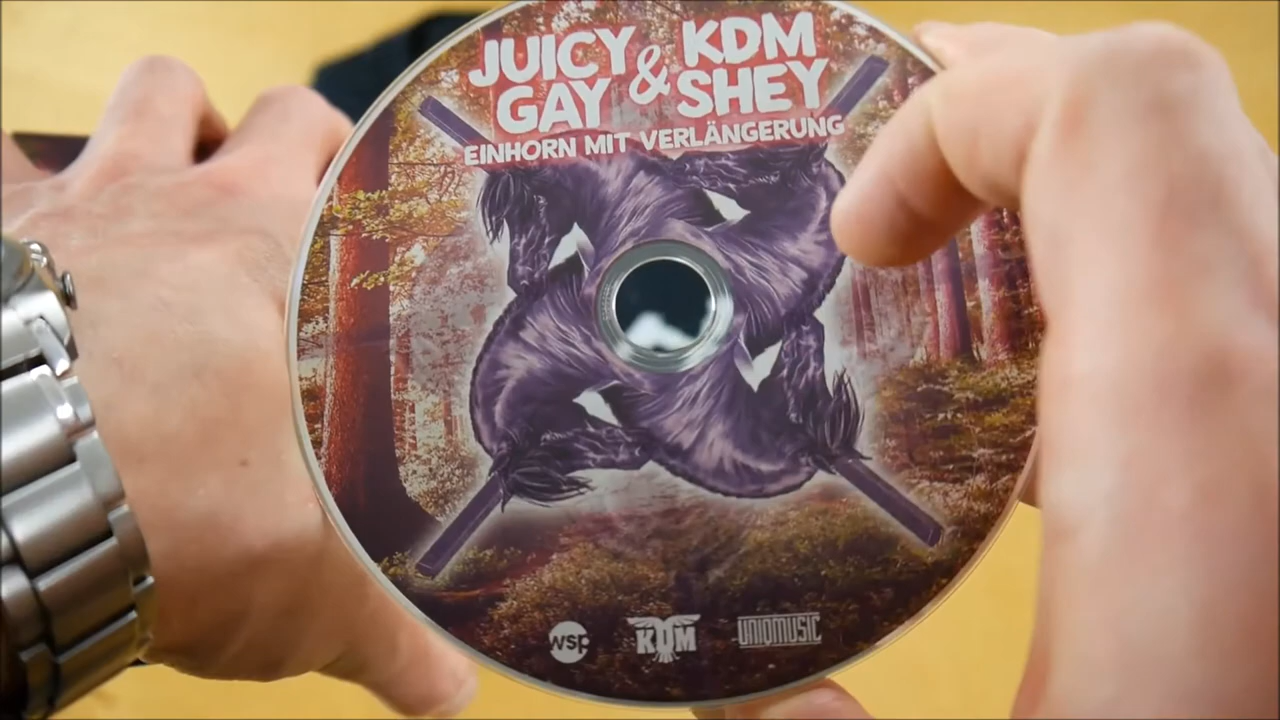 JUICY GAY & KDM SHEY
EINHORN MIT VERLÄNGERUNG
wsp KDM UNIQMUSIC